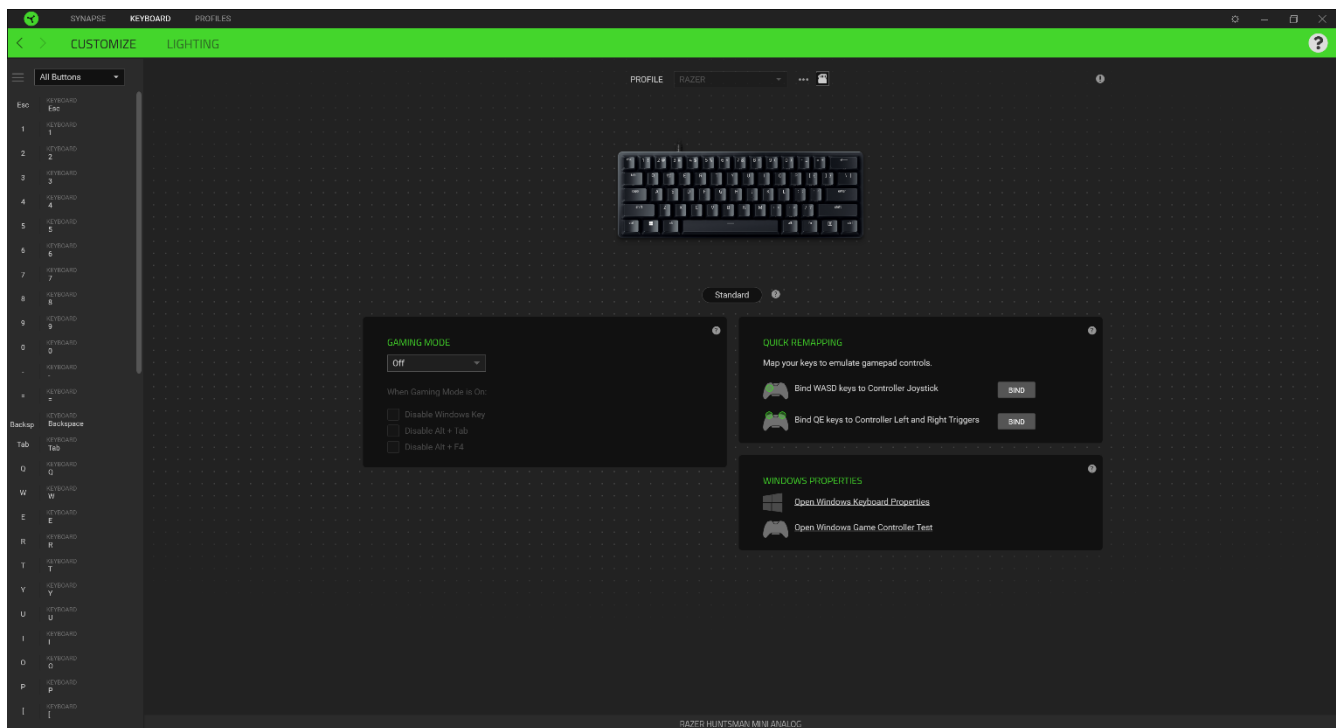 SYNAPSE KEYBOARD PROFILES
CUSTOMIZE LIGHTING
?
All Buttons
PROFILE RAZER
Esc KEYBOARD Esc
1 KEYBOARD 1
2 KEYBOARD 2
3 KEYBOARD 3
4 KEYBOARD 4
5 KEYBOARD 5
6 KEYBOARD 6
7 KEYBOARD 7
8 KEYBOARD 8
9 KEYBOARD 9
0 KEYBOARD 0
- KEYBOARD -
= KEYBOARD =
Backsp KEYBOARD Backspace
Tab KEYBOARD Tab
Q KEYBOARD Q
W KEYBOARD W
E KEYBOARD E
R KEYBOARD R
T KEYBOARD T
Y KEYBOARD Y
U KEYBOARD U
I KEYBOARD I
O KEYBOARD O
P KEYBOARD P
[ KEYBOARD [
Standard ?
GAMING MODE ?
Off
When Gaming Mode is On:
Disable Windows Key
Disable Alt + Tab
Disable Alt + F4
QUICK REMAPPING ?
Map your keys to emulate gamepad controls.
Bind WASD keys to Controller Joystick BIND
Bind QE keys to Controller Left and Right Triggers BIND
WINDOWS PROPERTIES ?
Open Windows Keyboard Properties
Open Windows Game Controller Test
RAZER HUNTSMAN MINI ANALOG